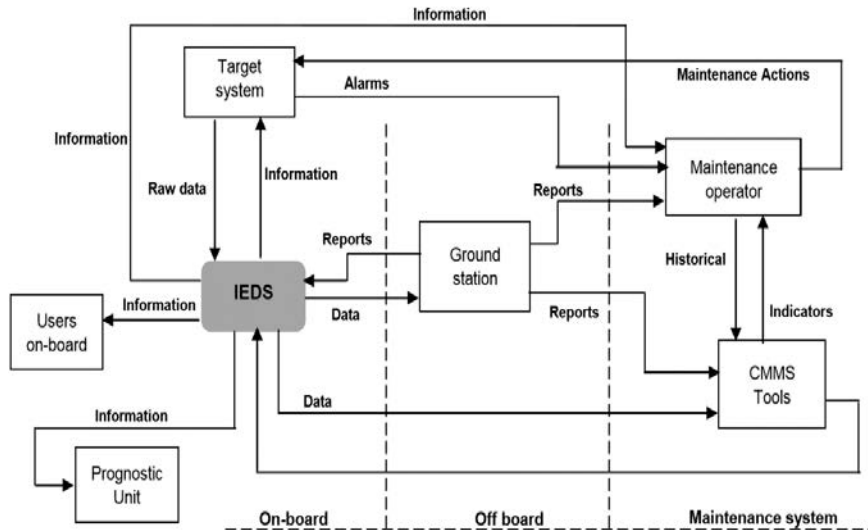 Information
Target
system
Alarms
Maintenance Actions
Information
Raw data
Information
Maintenance
operator
Reports
Reports
Ground
station
Historical
IEDS
Information
Data
Reports
Indicators
Users
on-board
CMMS
Tools
Data
Information
Prognostic
Unit
On-board
Off board
Maintenance system